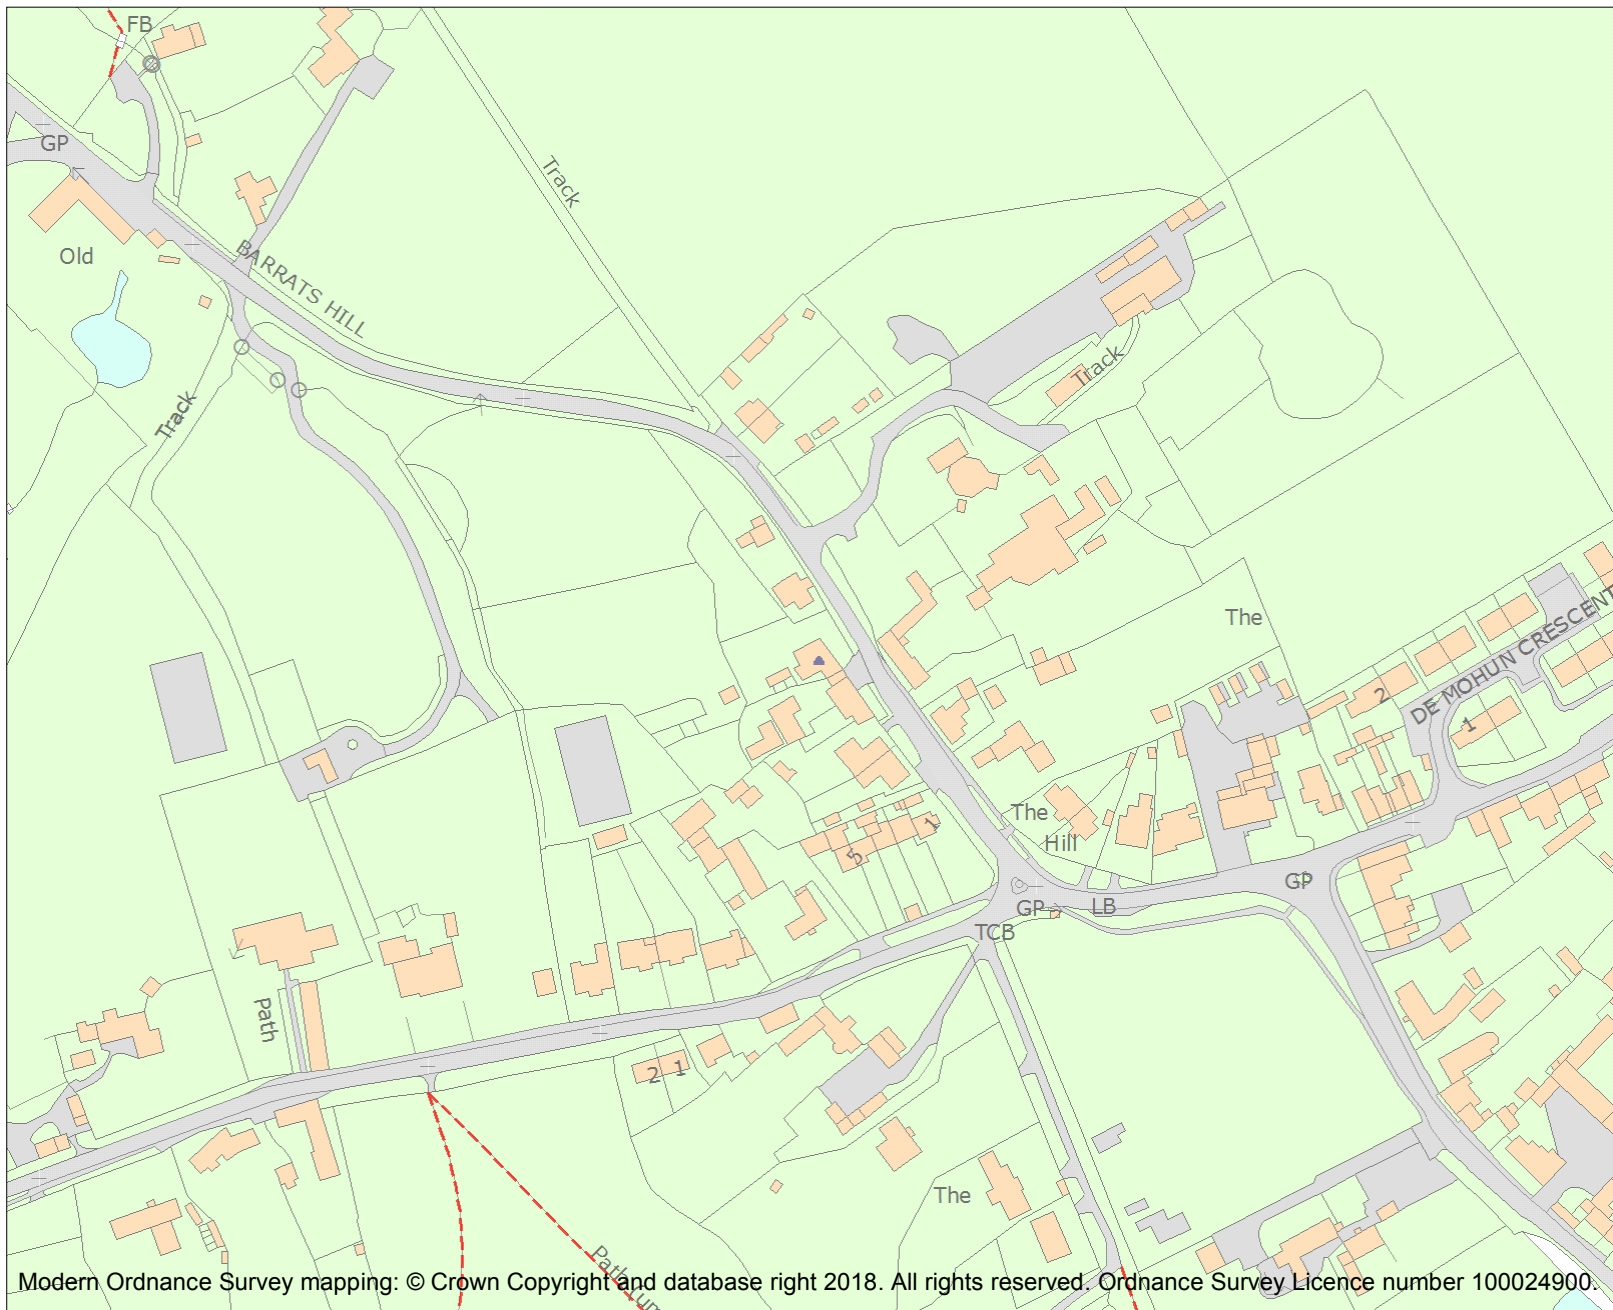 FB
GP
Track
Old
BARRATS HILL
Track
Track
The
DE MOHUN CRESCENT
2
1
The
Hill
1
5
GP
GP
LB
TCB
Path
2 1
The
Path
Modern Ordnance Survey mapping: © Crown Copyright and database right 2018. All rights reserved. Ordnance Survey Licence number 100024900.